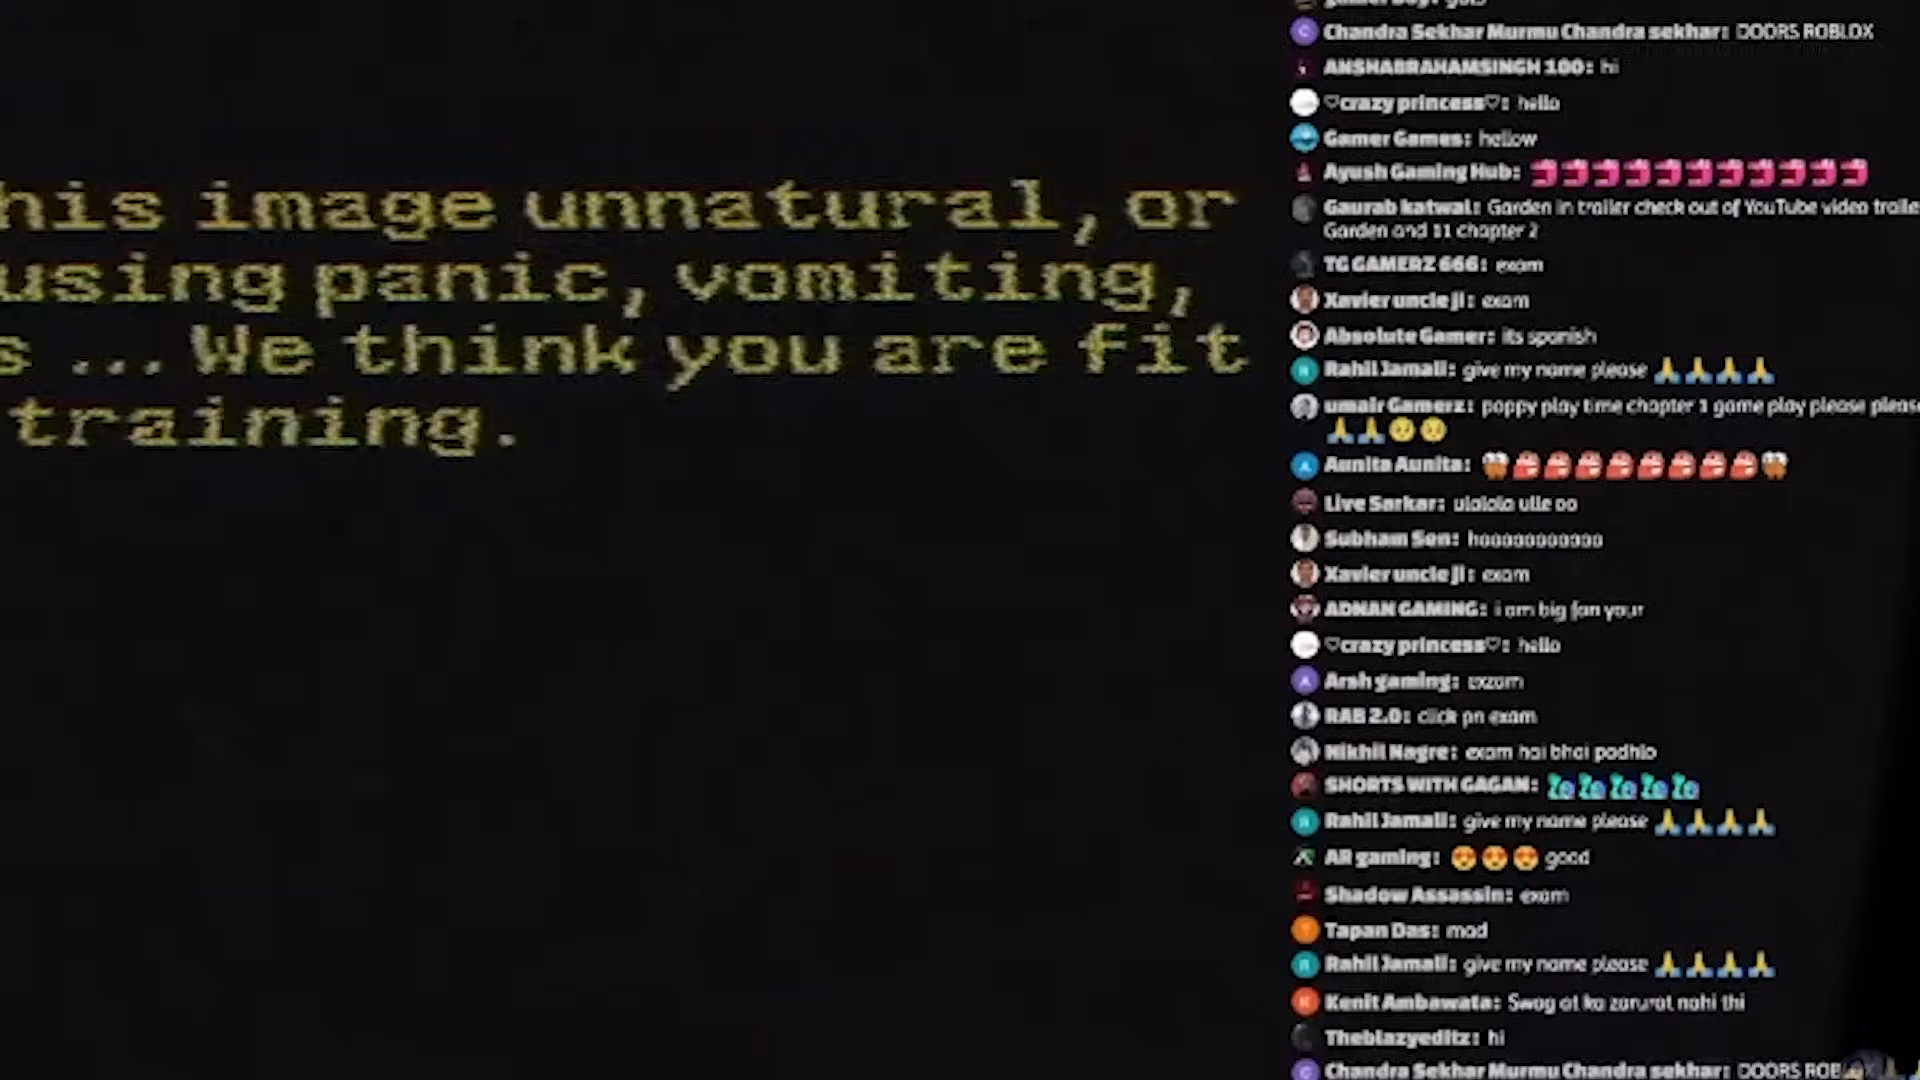 his image unnatural, or
using panic, vomiting,
s ... We think you are fit
training.
Chandra Sekhar Murmu Chandra sekhar: DOORS ROBLOX
ANSHABRAHAMSINGH 100: hi
♡crazy princess♡: hello
Gamer Games: hellow
Ayush Gaming Hub:
Gaurab katwal: Garden in trailer check out of YouTube video traile
Garden and 11 chapter 2
TG GAMERZ 666: exam
Xavier uncle ji: exam
Absolute Gamer: its spanish
Rahil Jamali: give my name please 🙏🙏🙏🙏
umair Gamerz: poppy play time chapter 1 game play please please
🙏🙏🥺🥺
Aunita Aunita:
Live Sarkar: ulalala ulle oo
Subham Sen: hooooooooooo
Xavier uncle ji: exam
ADNAN GAMING: i am big fan your
♡crazy princess♡: hello
Arsh gaming: exzam
RAB 2.0: click pn exam
Nikhil Nagre: exam hai bhai padhlo
SHORTS WITH GAGAN:
Rahil Jamali: give my name please 🙏🙏🙏🙏
AR gaming: 😍😍😍 good
Shadow Assassin: exam
Tapan Das: mod
Rahil Jamali: give my name please 🙏🙏🙏🙏
Kenit Ambawata: Swag at ka zarurat nahi thi
Theblazyeditz: hi
Chandra Sekhar Murmu Chandra sekhar: DOORS ROB